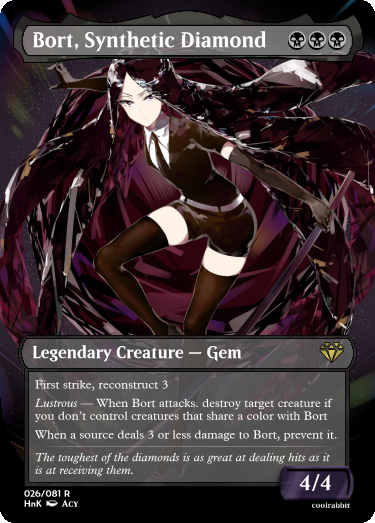 Bort, Synthetic Diamond
Legendary Creature — Gem
First strike, reconstruct 3
Lustrous — When Bort attacks. destroy target creature if
you don't control creatures that share a color with Bort
When a source deals 3 or less damage to Bort, prevent it.
The toughest of the diamonds is as great at dealing hits as it
is at receiving them.
4/4
026/081 R
HnK ACY
coolrabbit